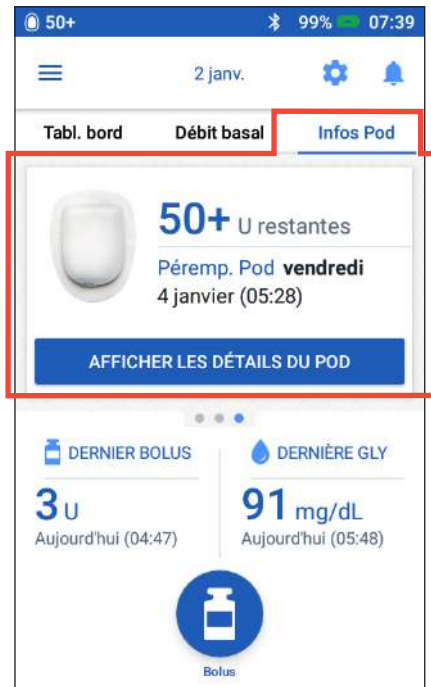 50+ 99% 07:39
2 janv.
Tabl. bord Débit basal Infos Pod
50+ U restantes
Péremp. Pod vendredi
4 janvier (05:28)
AFFICHER LES DÉTAILS DU POD
DERNIER BOLUS DERNIÈRE GLY
3 U 91 mg/dL
Aujourd'hui (04:47) Aujourd'hui (05:48)
Bolus